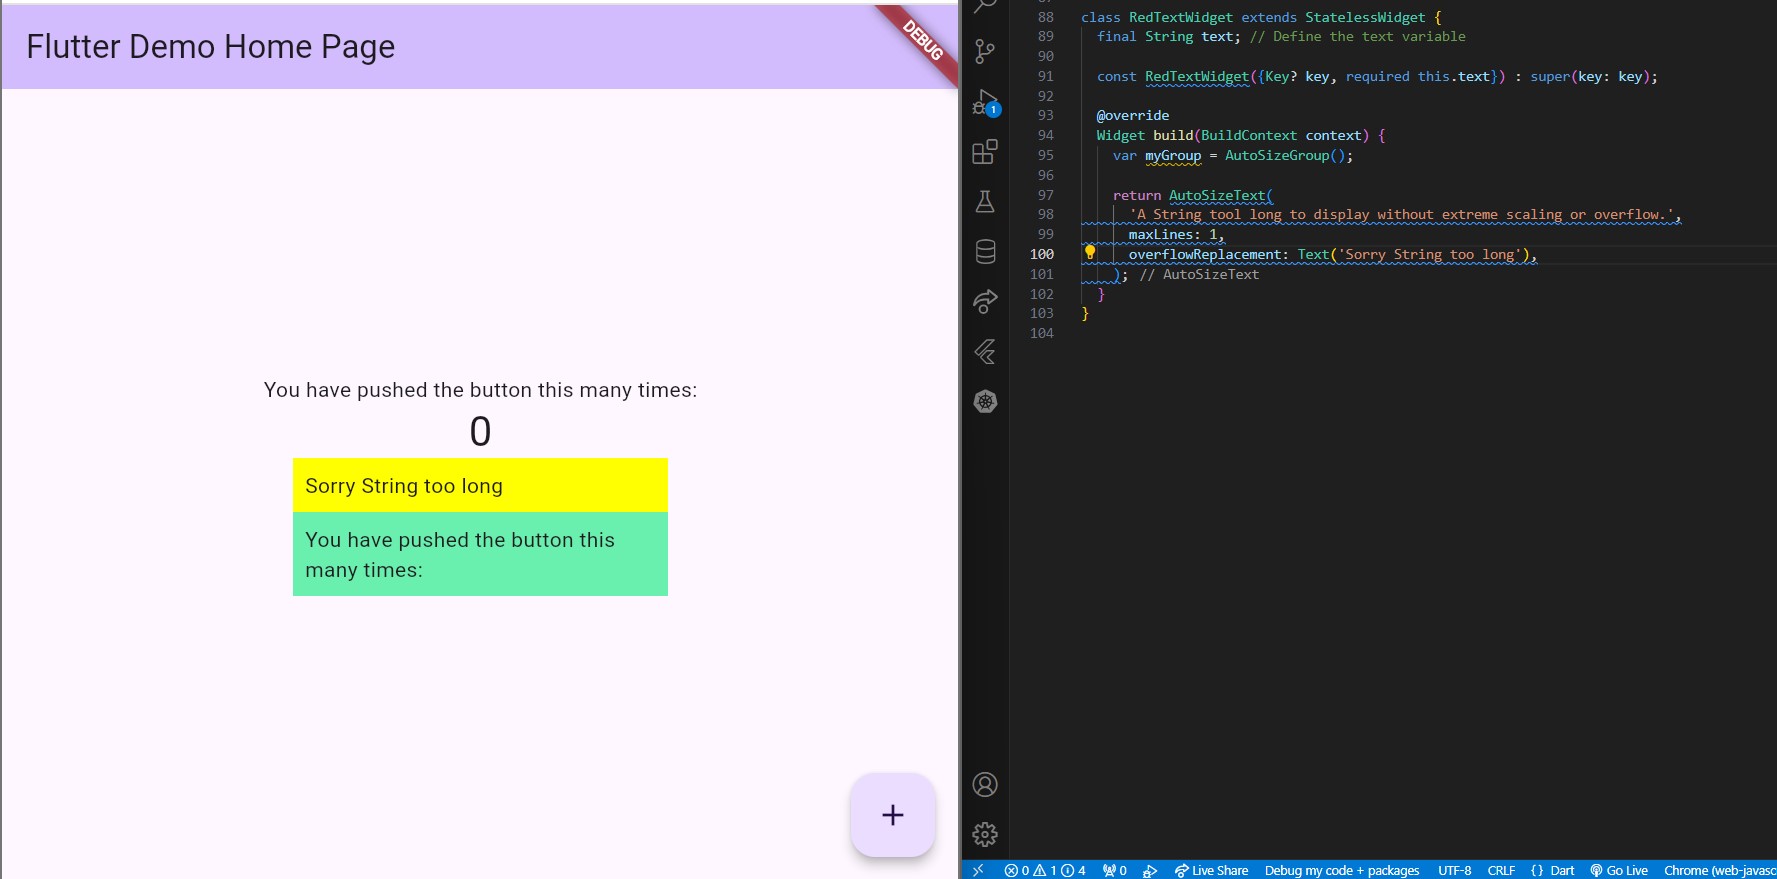 Flutter Demo Home Page
DEBUG
You have pushed the button this many times:
0
Sorry String too long
You have pushed the button this
many times:
+
1
88 class RedTextWidget extends StatelessWidget {
89 final String text; // Define the text variable
90
91 const RedTextWidget({Key? key, required this.text}) : super(key: key);
92
93 @override
94 Widget build(BuildContext context) {
95 var myGroup = AutoSizeGroup();
96
97 return AutoSizeText(
98 'A String tool long to display without extreme scaling or overflow.',
99 maxLines: 1,
100 overflowReplacement: Text('Sorry String too long'),
101 ); // AutoSizeText
102 }
103 }
104
0 1 4 0 Live Share Debug my code + packages UTF-8 CRLF {} Dart Go Live Chrome (web-javasc